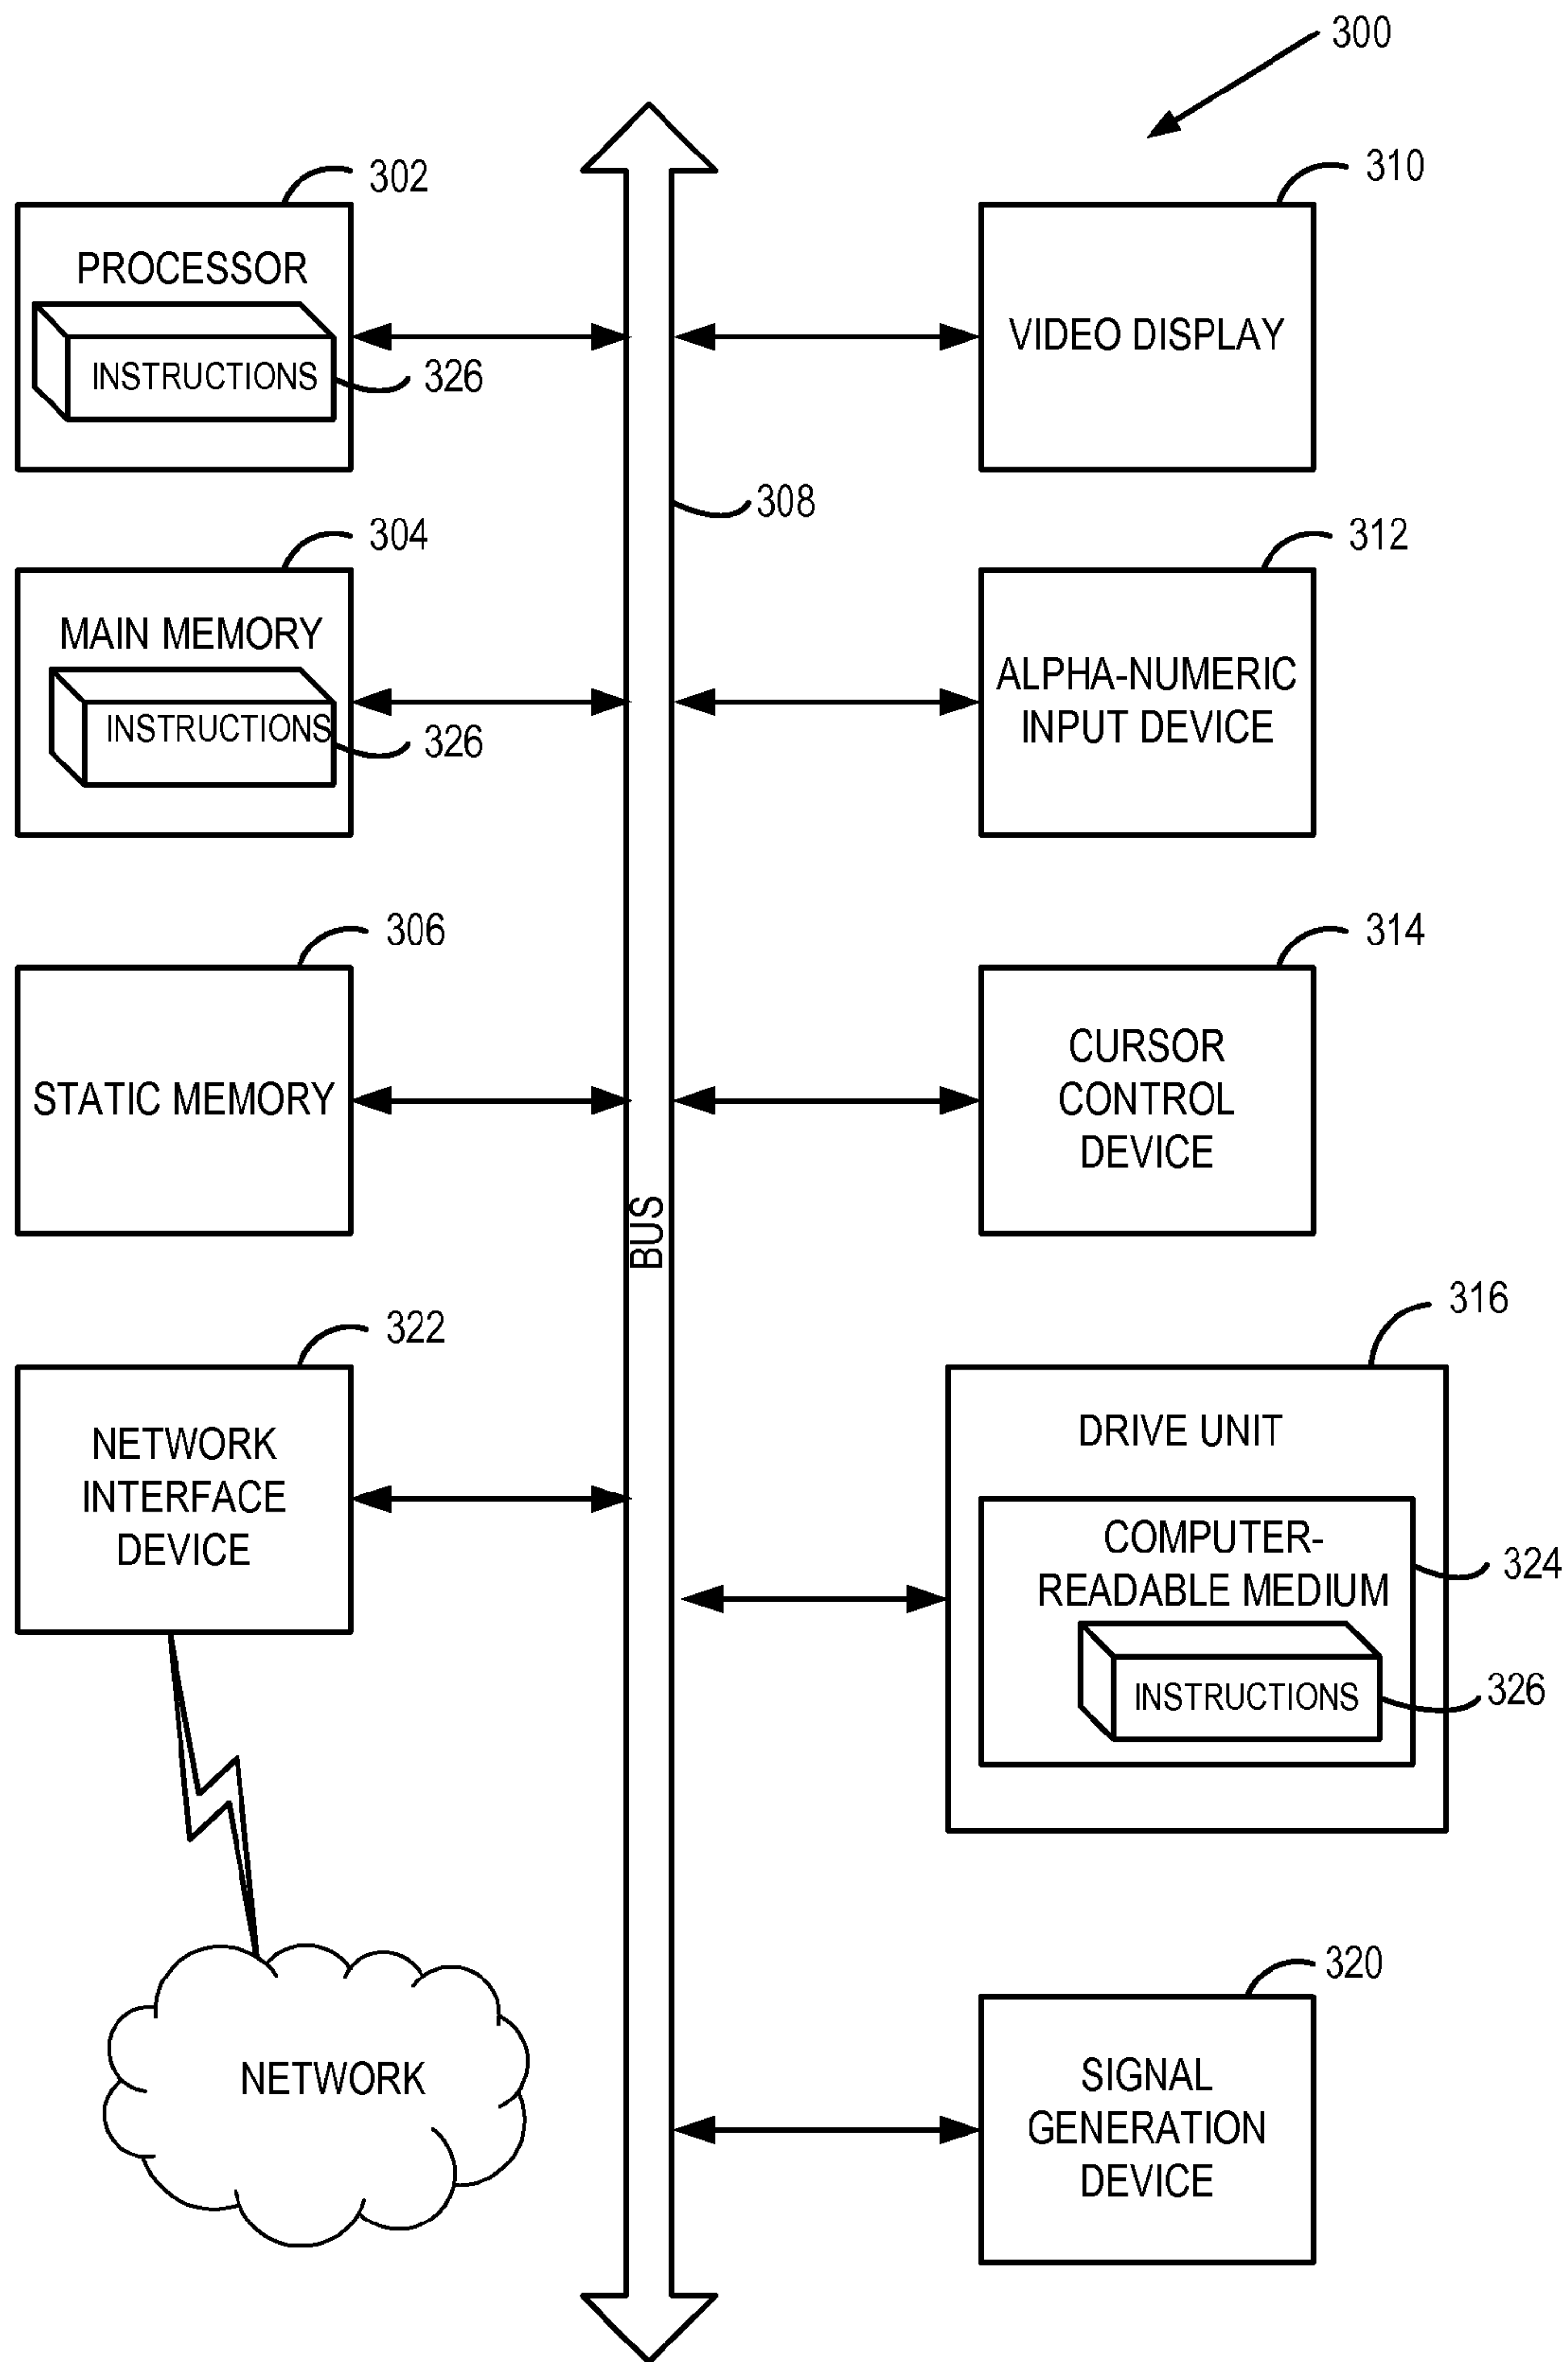 300
302
PROCESSOR
INSTRUCTIONS
326
310
VIDEO DISPLAY
308
304
MAIN MEMORY
INSTRUCTIONS
326
312
ALPHA-NUMERIC
INPUT DEVICE
306
STATIC MEMORY
314
CURSOR
CONTROL
DEVICE
BUS
322
NETWORK
INTERFACE
DEVICE
316
DRIVE UNIT
COMPUTER-
READABLE MEDIUM
324
INSTRUCTIONS
326
NETWORK
320
SIGNAL
GENERATION
DEVICE